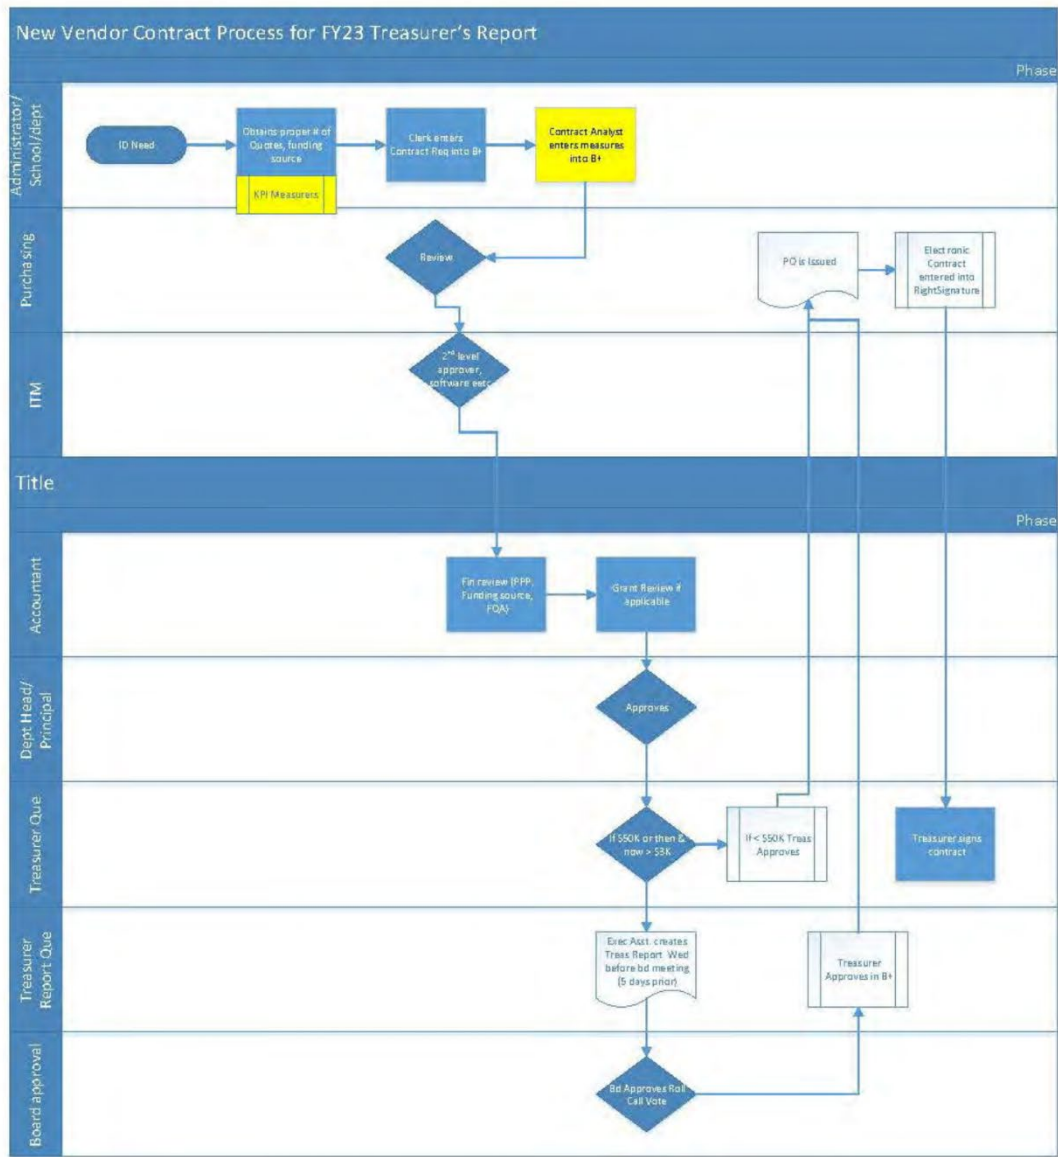 New Vendor Contract Process for FY23 Treasurer's Report
Phase
Administrator/
School/dept
ID Need
Obtains proper # of
Quotes, funding
source
KPI Measurers
Clerk enters
Contract Req into B+
Contract Analyst
enters measures
into B+
Purchasing
Review
PO is Issued
Electronic
Contract
entered into
RightSignature
ITM
2nd level
approver,
software eetc
Title
Phase
Accountant
Fin review (PPP,
Funding source,
FQA)
Grant Review if
applicable
Dept Head/
Principal
Approves
Treasurer Que
If $50K or then &
now > $3K
If < $50K Treas
Approves
Treasurer signs
contract
Treasurer
Report Que
Exec Asst. creates
Treas Report Wed
before bd meeting
(5 days prior)
Treasurer
Approves in B+
Board approval
Bd Approves Roll
Call Vote